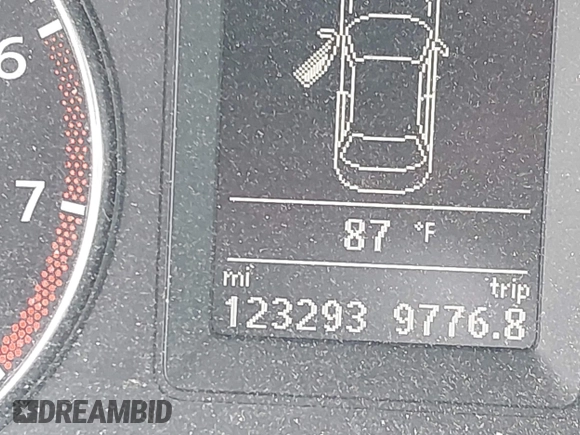 6
7
87 °F
mi trip
123293 9776.8
DREAMBID